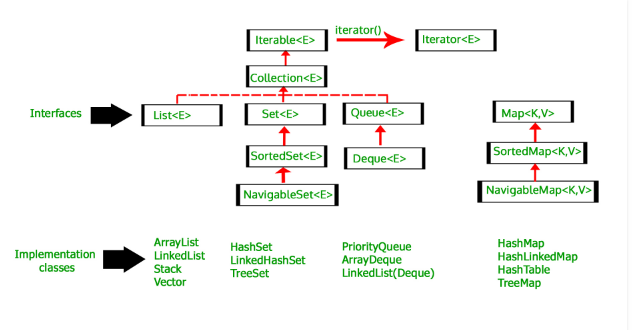 iterator()
Iterable<E>
Iterator<E>
Collection<E>
Interfaces
List<E>
Set<E>
Queue<E>
Map<K,V>
SortedSet<E>
Deque<E>
SortedMap<K,V>
NavigableSet<E>
NavigableMap<K,V>
Implementation
classes
ArrayList
LinkedList
Stack
Vector
HashSet
LinkedHashSet
TreeSet
PriorityQueue
ArrayDeque
LinkedList(Deque)
HashMap
HashLinkedMap
HashTable
TreeMap